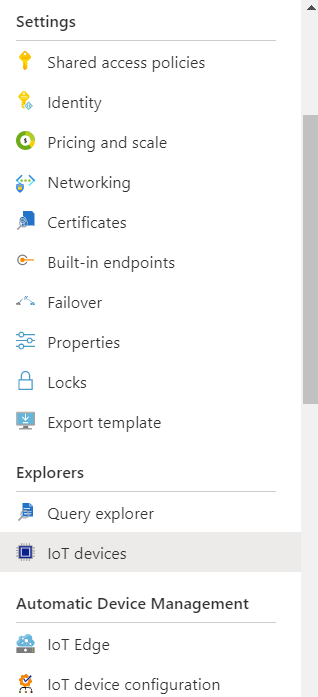 Settings
Shared access policies
Identity
Pricing and scale
Networking
Certificates
Built-in endpoints
Failover
Properties
Locks
Export template
Explorers
Query explorer
IoT devices
Automatic Device Management
IoT Edge
IoT device configuration